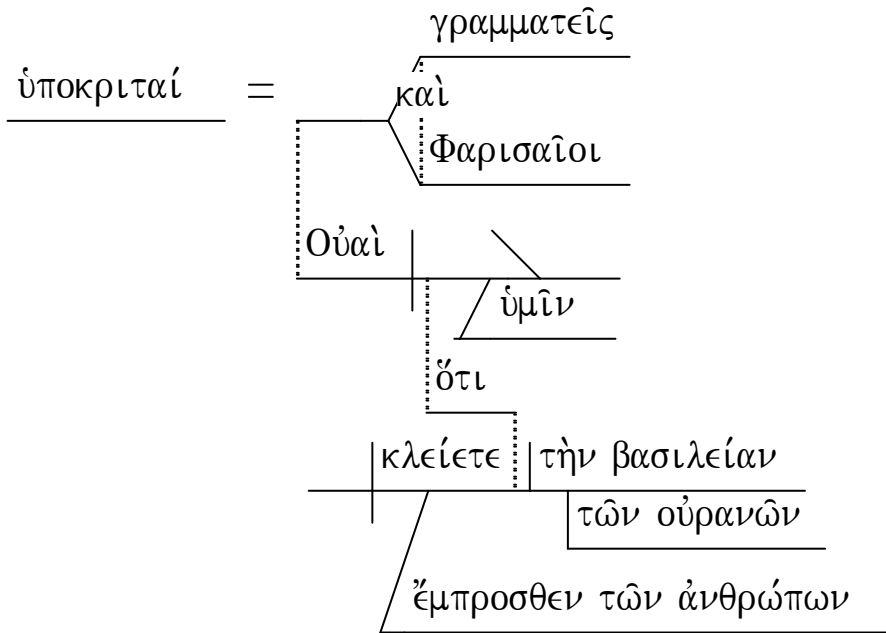 γραμματεῖς
ὑποκριταί =
καὶ
Φαρισαῖοι
Οὐαὶ
ὑμῖν
ὅτι
κλείετε τὴν βασιλείαν
τῶν οὐρανῶν
ἔμπροσθεν τῶν ἀνθρώπων